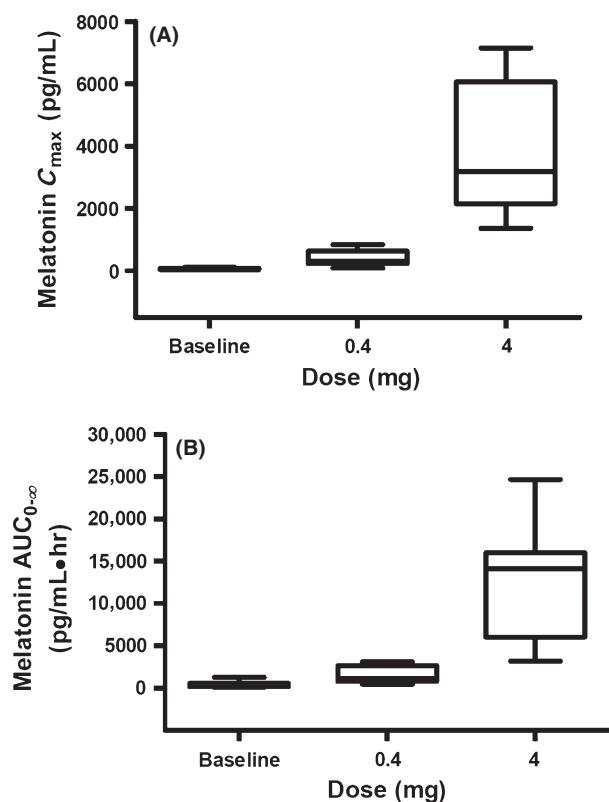 (A)
Melatonin Cmax (pg/mL)
8000
6000
4000
2000
0
Baseline
0.4
4
Dose (mg)
(B)
Melatonin AUC0-∞
(pg/mL●hr)
30,000
25,000
20,000
15,000
10,000
5000
0
Baseline
0.4
4
Dose (mg)